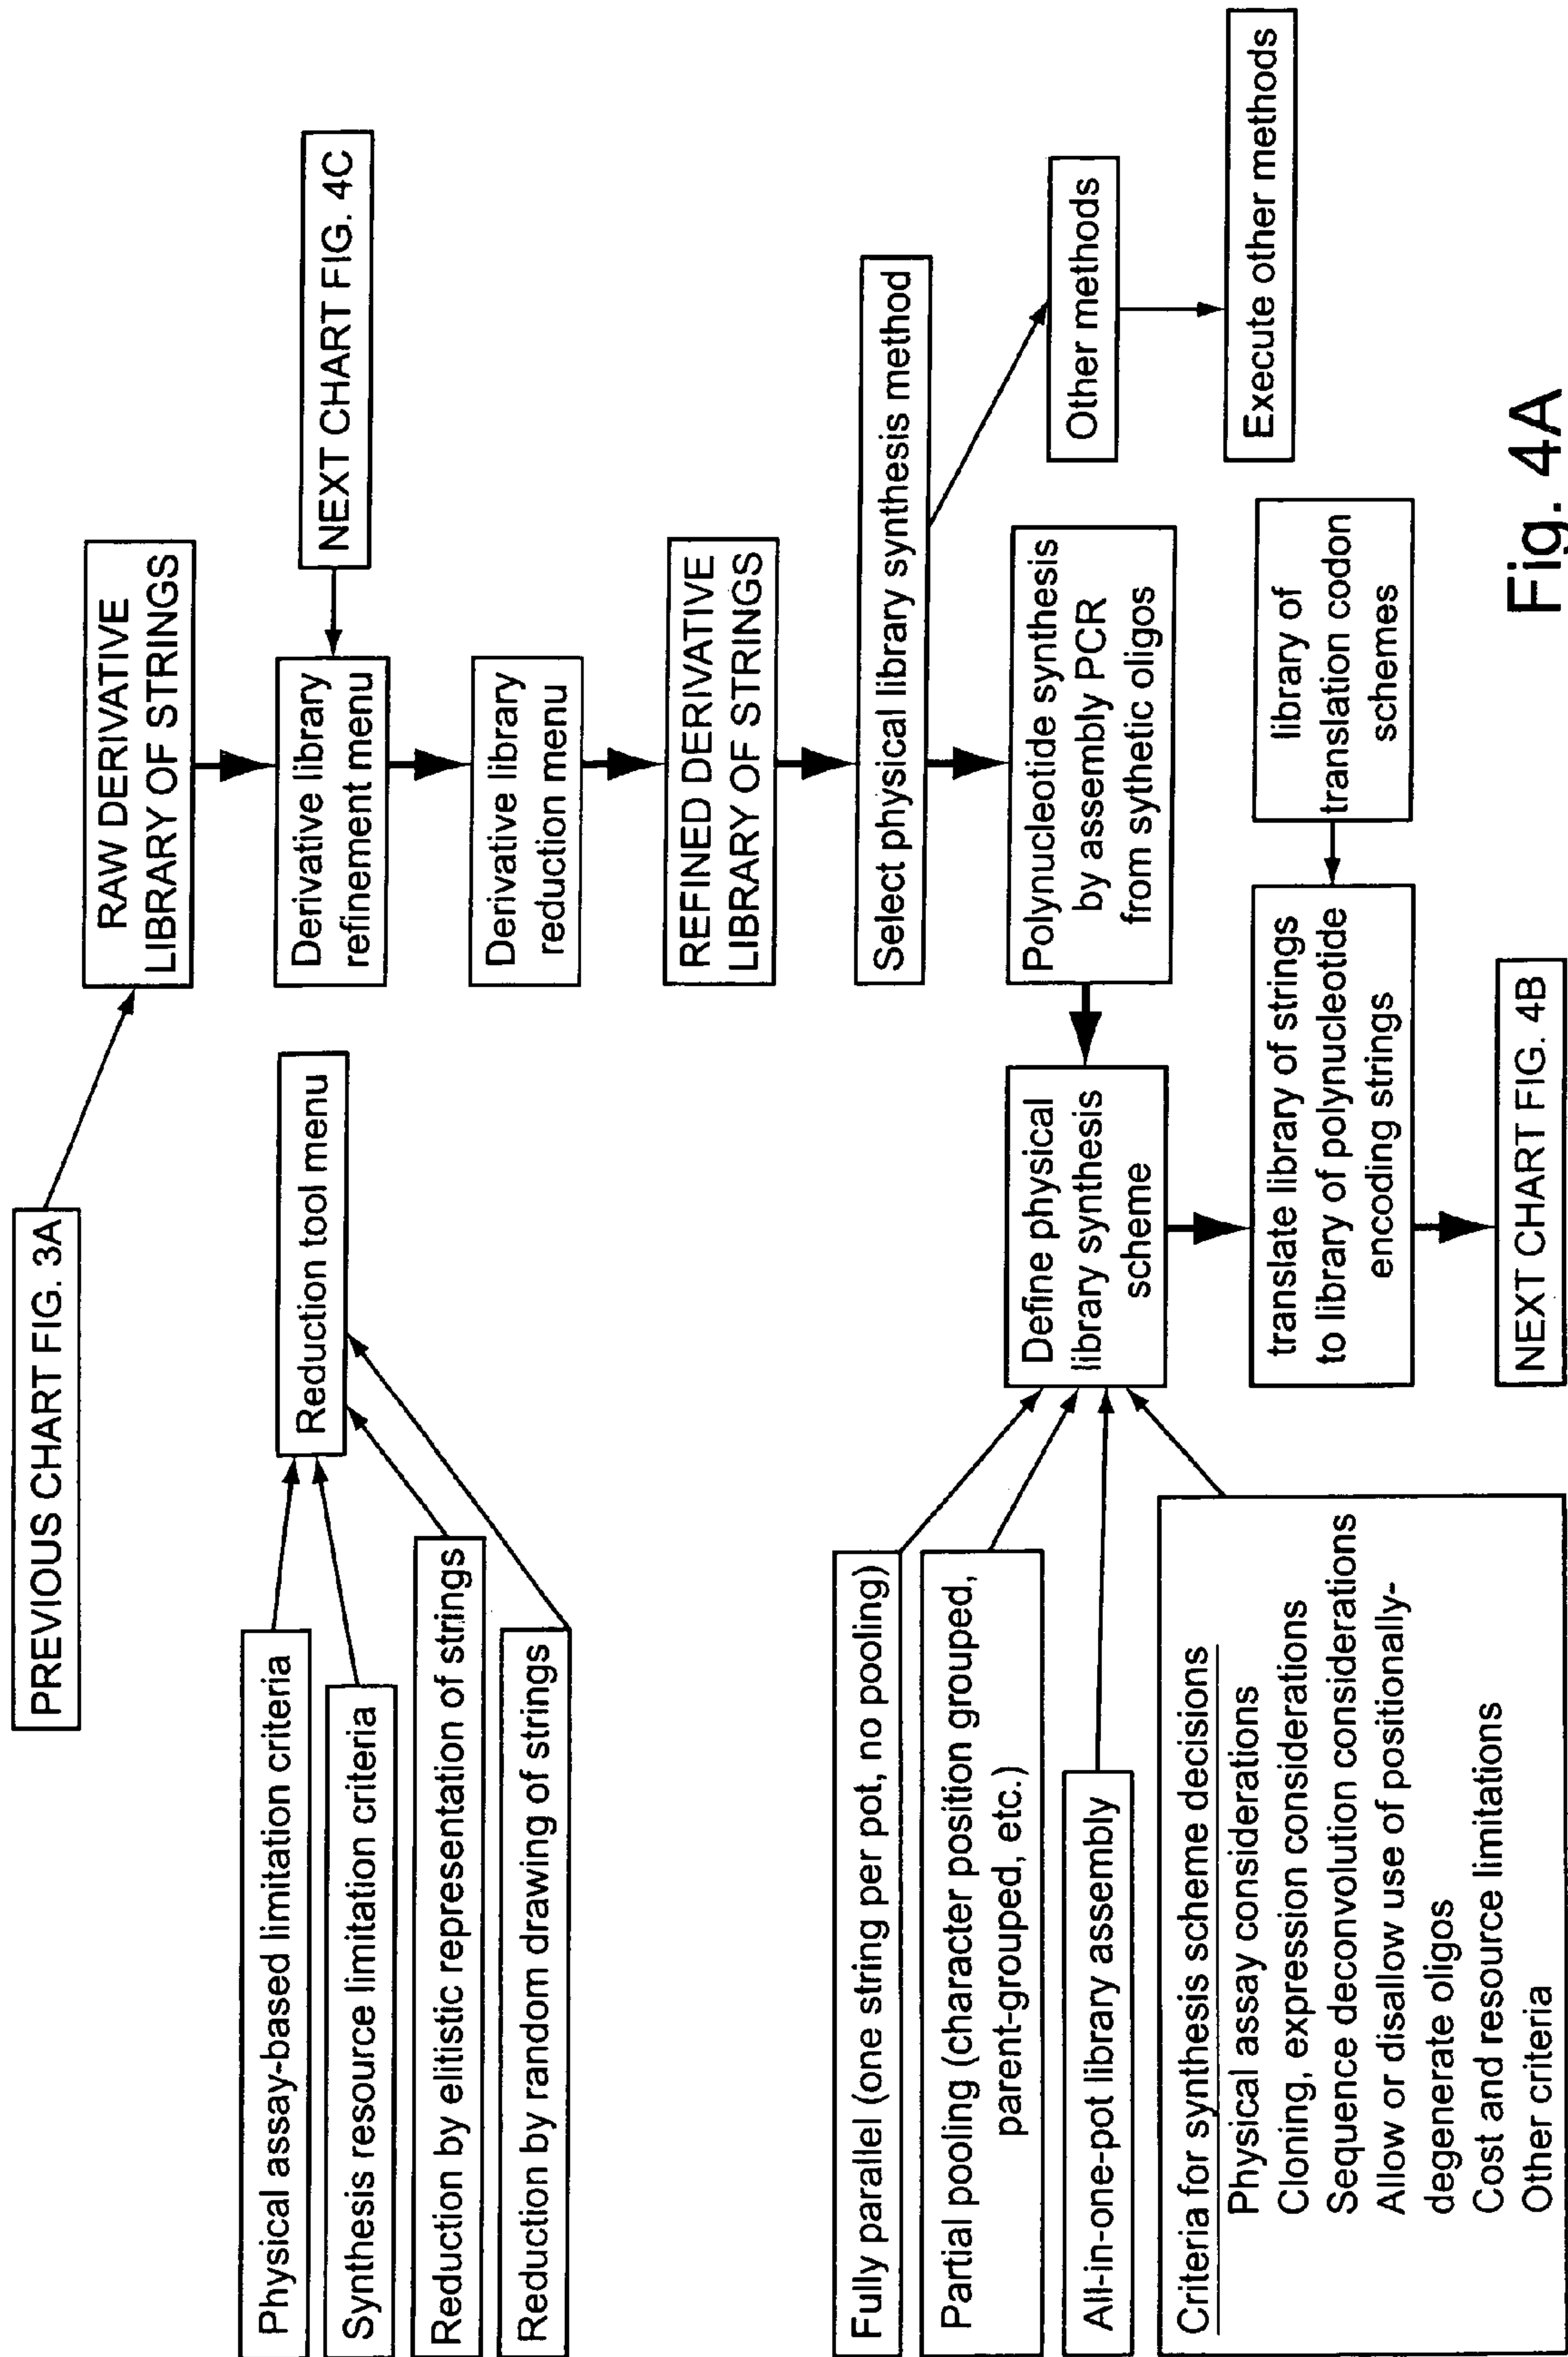 PREVIOUS CHART FIG. 3A
RAW DERIVATIVE
LIBRARY OF STRINGS
Physical assay-based limitation criteria
Synthesis resource limitation criteria
Reduction by elitistic representation of strings
Reduction by random drawing of strings
Reduction tool menu
Derivative library
refinement menu
NEXT CHART FIG. 4C
Derivative library
reduction menu
REFINED DERIVATIVE
LIBRARY OF STRINGS
Select physical library synthesis method
Other methods
Execute other methods
Polynucleotide synthesis
by assembly PCR
from sythetic oligos
Fully parallel (one string per pot, no pooling)
Partial pooling (character position grouped,
parent-grouped, etc.)
All-in-one-pot library assembly
Criteria for synthesis scheme decisions
Physical assay considerations
Cloning, expression considerations
Sequence deconvolution considerations
Allow or disallow use of positionally-
degenerate oligos
Cost and resource limitations
Other criteria
Define physical
library synthesis
scheme
translate library of strings
to library of polynucleotide
encoding strings
library of
translation codon
schemes
NEXT CHART FIG. 4B
Fig. 4A